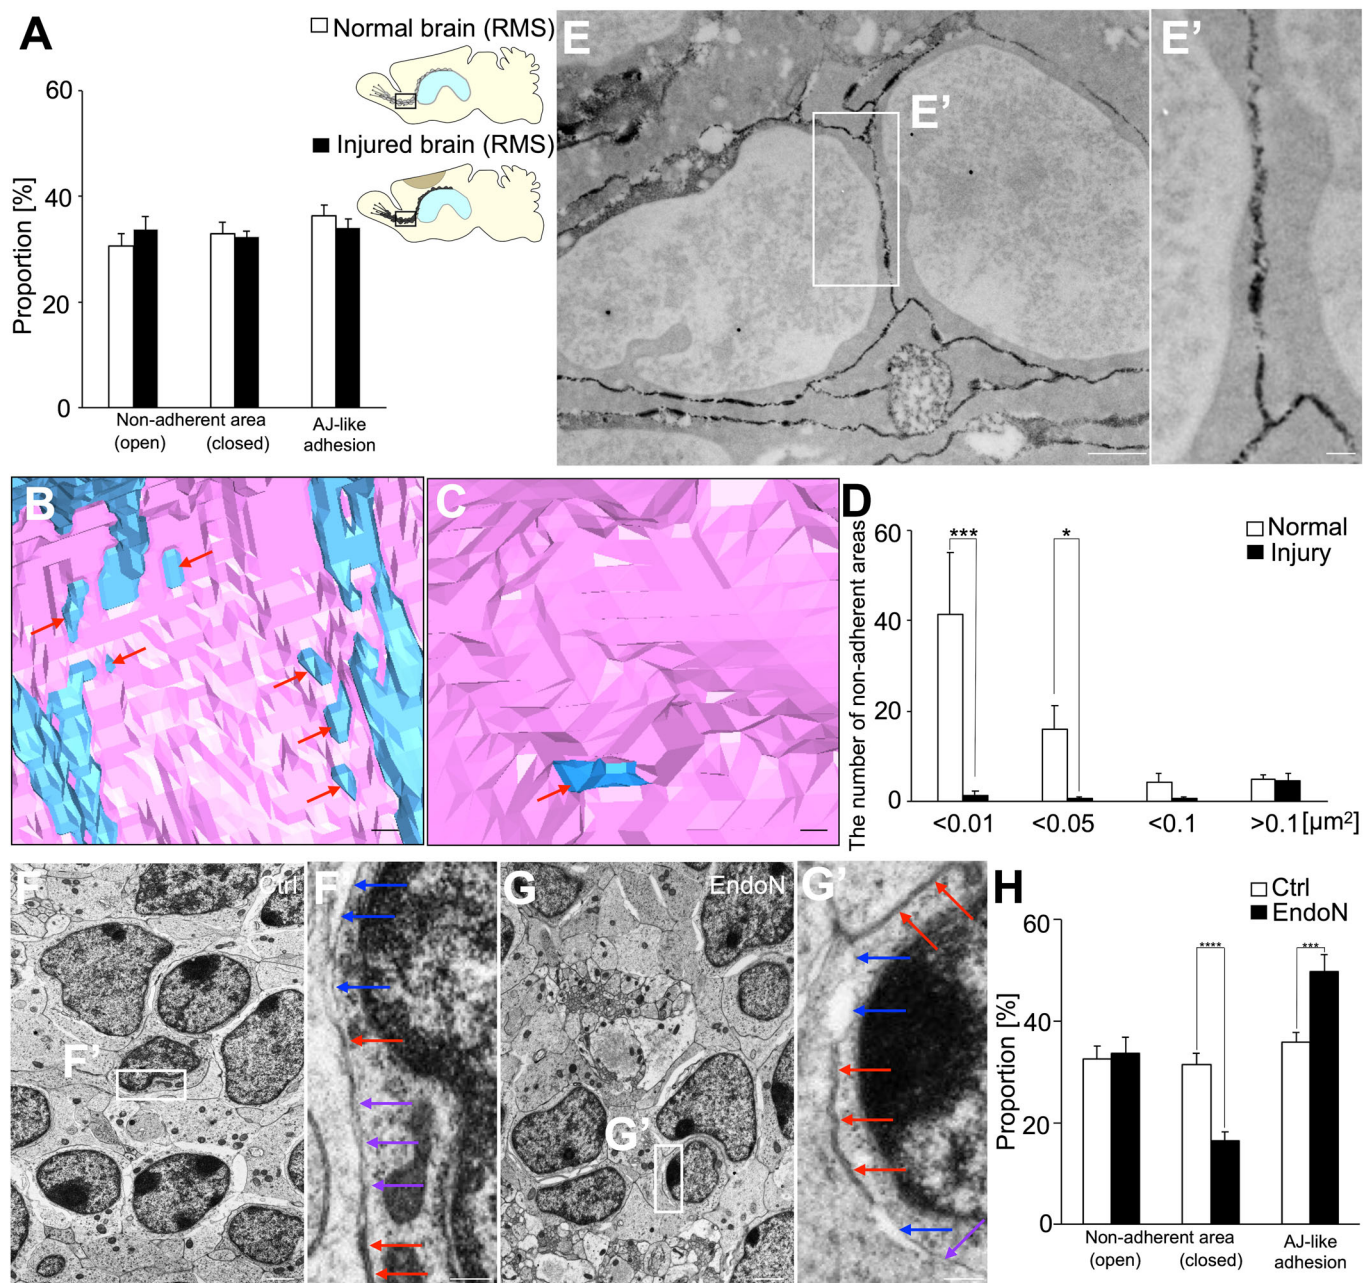 A
Normal brain (RMS)
Injured brain (RMS)
Proportion [%]
60
40
20
0
Non-adherent area
(open)
(closed)
AJ-like
adhesion
E
E’
E’
B
C
D
The number of non-adherent areas
60
40
20
0
***
*
Normal
Injury
<0.01
<0.05
<0.1
>0.1
[µm²]
F
Ctrl
F’
F’
G
EndoN
G’
G’
H
Ctrl
EndoN
Proportion [%]
60
40
20
0
****
***
Non-adherent area
(open)
(closed)
AJ-like
adhesion